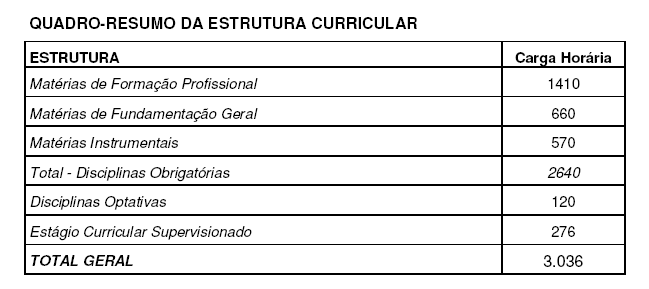 QUADRO-RESUMO DA ESTRUTURA CURRICULAR
ESTRUTURA Carga Horária
Matérias de Formação Profissional 1410
Matérias de Fundamentação Geral 660
Matérias Instrumentais 570
Total - Disciplinas Obrigatórias 2640
Disciplinas Optativas 120
Estágio Curricular Supervisionado 276
TOTAL GERAL 3.036